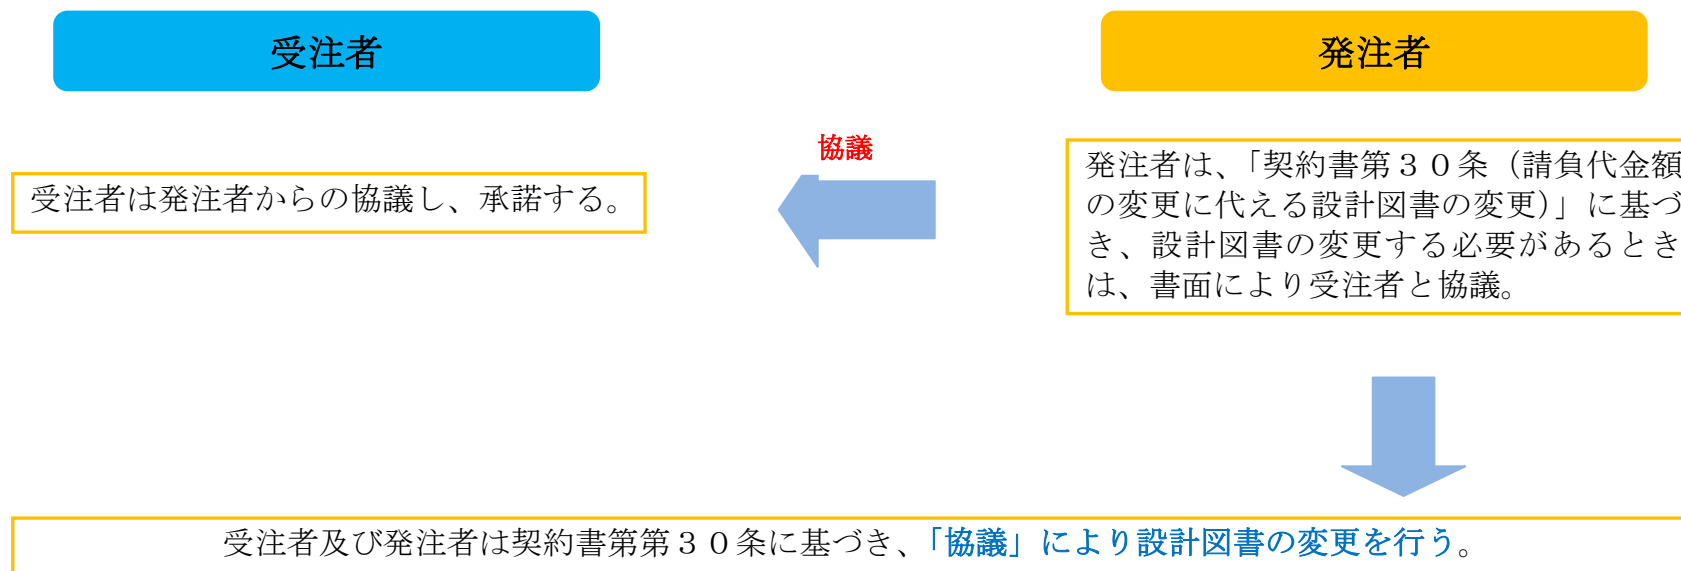 受注者
発注者
協議
受注者は発注者からの協議し、承諾する。
発注者は、「契約書第３０条（請負代金額
の変更に代える設計図書の変更）」に基づ
き、設計図書の変更する必要があるとき
は、書面により受注者と協議。
受注者及び発注者は契約書第第３０条に基づき、「協議」により設計図書の変更を行う。